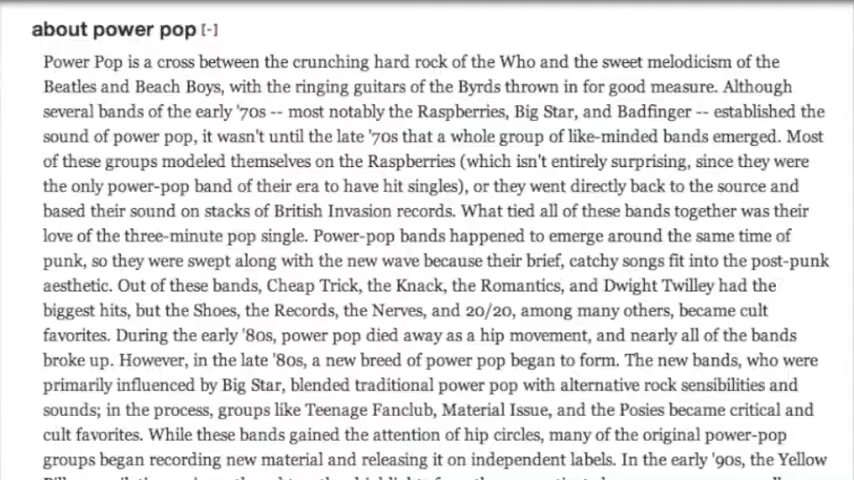 about power pop [-]
Power Pop is a cross between the crunching hard rock of the Who and the sweet melodicism of the
Beatles and Beach Boys, with the ringing guitars of the Byrds thrown in for good measure. Although
several bands of the early '70s -- most notably the Raspberries, Big Star, and Badfinger -- established the
sound of power pop, it wasn't until the late '70s that a whole group of like-minded bands emerged. Most
of these groups modeled themselves on the Raspberries (which isn't entirely surprising, since they were
the only power-pop band of their era to have hit singles), or they went directly back to the source and
based their sound on stacks of British Invasion records. What tied all of these bands together was their
love of the three-minute pop single. Power-pop bands happened to emerge around the same time of
punk, so they were swept along with the new wave because their brief, catchy songs fit into the post-punk
aesthetic. Out of these bands, Cheap Trick, the Knack, the Romantics, and Dwight Twilley had the
biggest hits, but the Shoes, the Records, the Nerves, and 20/20, among many others, became cult
favorites. During the early '80s, power pop died away as a hip movement, and nearly all of the bands
broke up. However, in the late '80s, a new breed of power pop began to form. The new bands, who were
primarily influenced by Big Star, blended traditional power pop with alternative rock sensibilities and
sounds; in the process, groups like Teenage Fanclub, Material Issue, and the Posies became critical and
cult favorites. While these bands gained the attention of hip circles, many of the original power-pop
groups began recording new material and releasing it on independent labels. In the early '90s, the Yellow